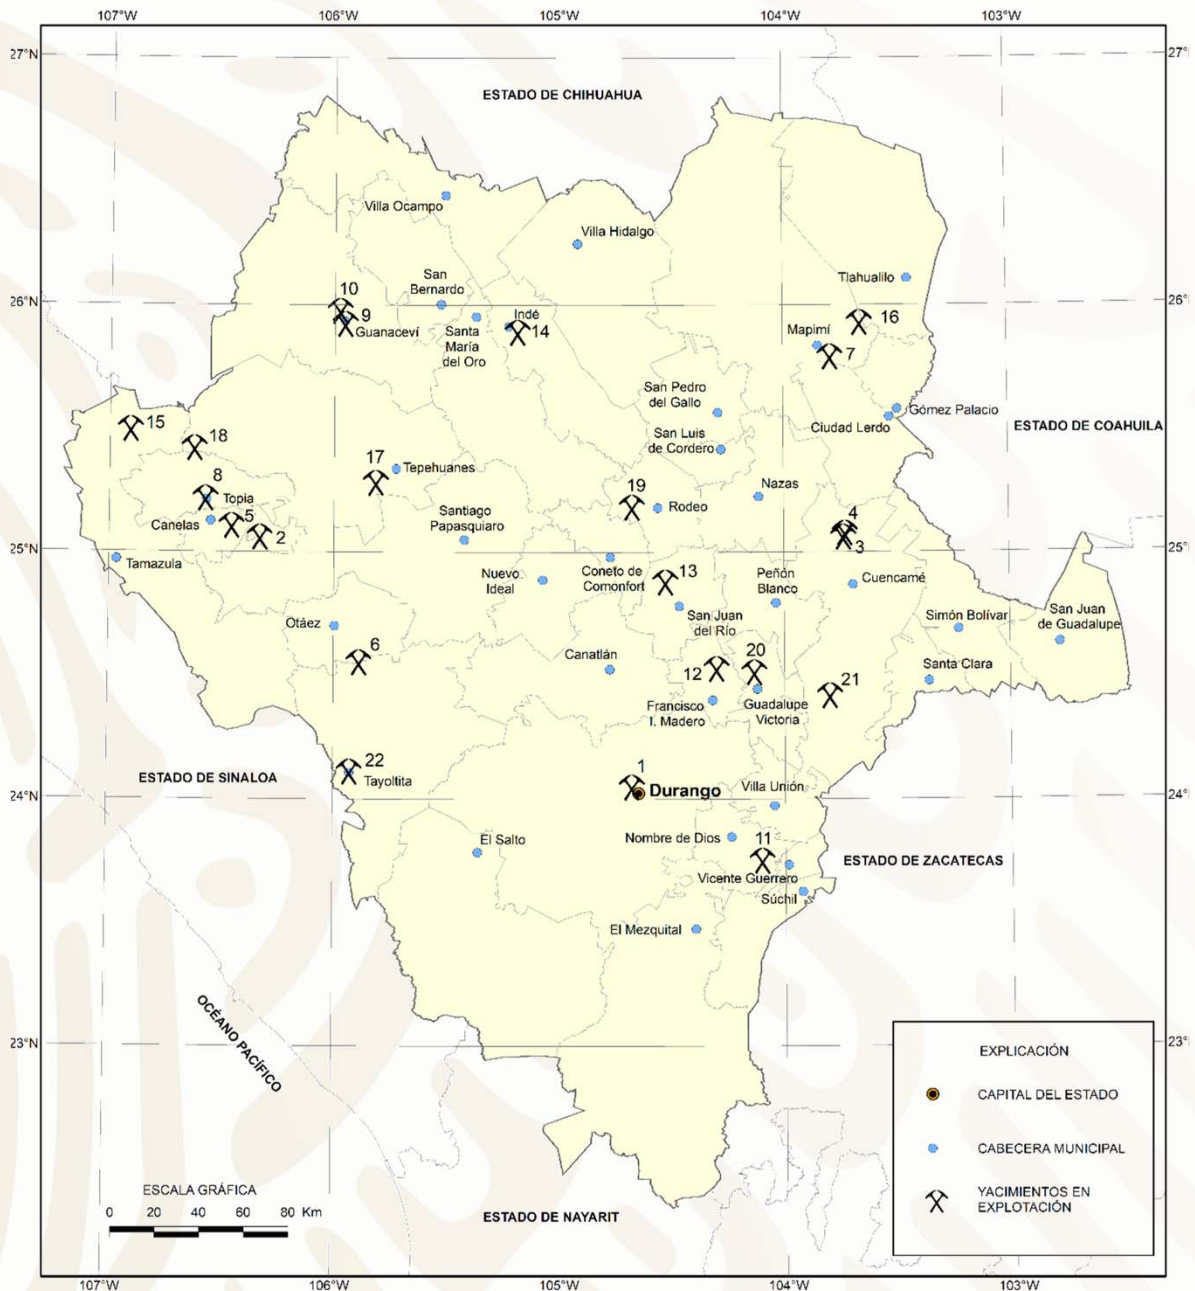 107°W
106°W
105°W
104°W
103°W
27°N
27°N
ESTADO DE CHIHUAHUA
Villa Ocampo
Villa Hidalgo
Tlahualilo
San
Bernardo
26°N
26°N
10
9
Guanaceví
Santa
María
del Oro
Indé
14
16
Mapimí
7
San Pedro
del Gallo
Gómez Palacio
Ciudad Lerdo
ESTADO DE COAHUILA
15
18
San Luis
de Cordero
17
Tepehuanes
8
Topia
Nazas
19
Rodeo
Canelas
5
2
Santiago
Papasquiaro
4
3
25°N
25°N
Tamazula
Nuevo
Ideal
Coneto de
Comonfort
13
Peñón
Blanco
Cuencamé
San Juan
del Río
Simón Bolívar
San Juan
de Guadalupe
Otáez
6
Canatlán
12
20
Santa Clara
21
Francisco
I. Madero
Guadalupe
Victoria
22
Tayoltita
ESTADO DE SINALOA
1
Durango
Villa Unión
24°N
24°N
El Salto
Nombre de Dios
11
Vicente Guerrero
ESTADO DE ZACATECAS
Súchil
El Mezquital
OCÉANO PACÍFICO
23°N
23°
EXPLICACIÓN
CAPITAL DEL ESTADO
CABECERA MUNICIPAL
YACIMIENTOS EN
EXPLOTACIÓN
ESCALA GRÁFICA
0 20 40 60 80 Km
ESTADO DE NAYARIT
107°W
106°W
105°W
104°W
103°W